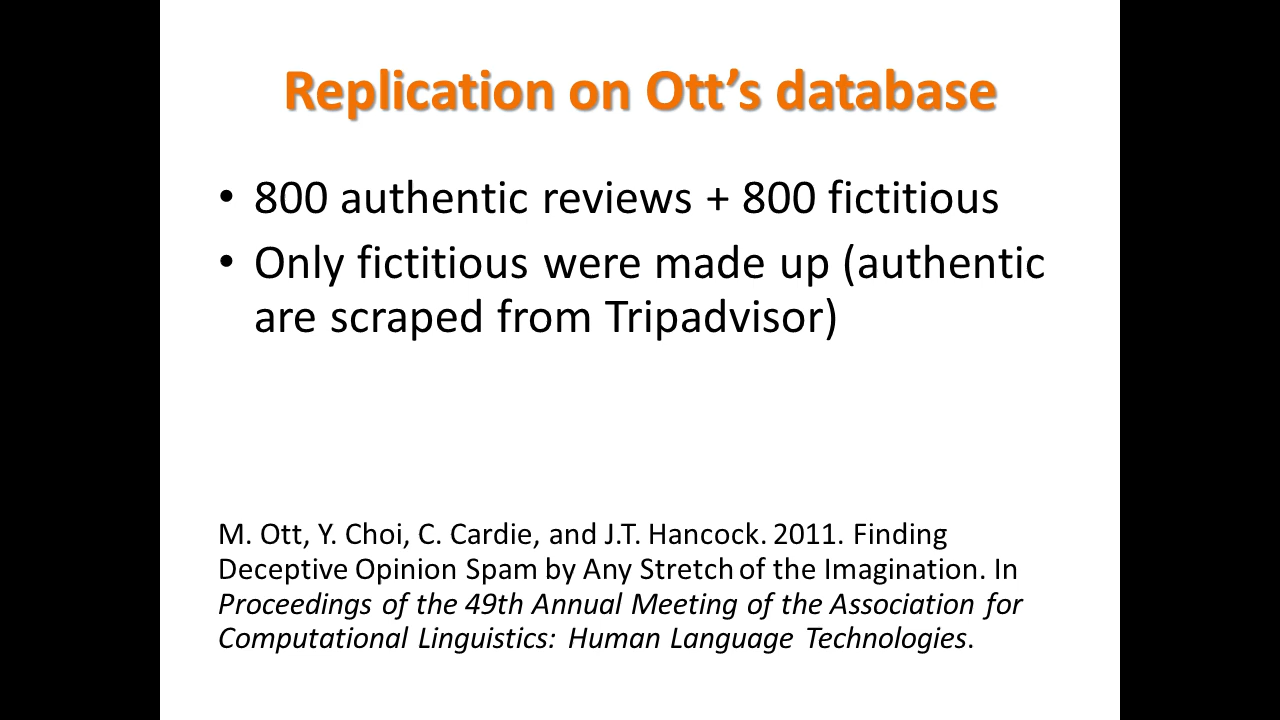 Replication on Ott’s database
• 800 authentic reviews + 800 fictitious
• Only fictitious were made up (authentic
are scraped from Tripadvisor)
M. Ott, Y. Choi, C. Cardie, and J.T. Hancock. 2011. Finding
Deceptive Opinion Spam by Any Stretch of the Imagination. In
Proceedings of the 49th Annual Meeting of the Association for
Computational Linguistics: Human Language Technologies.